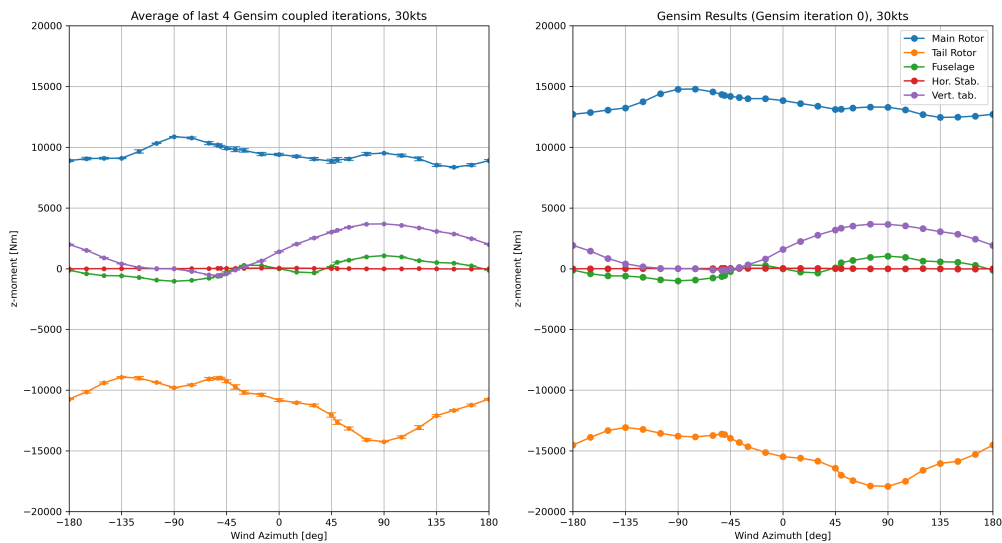 Average of last 4 Gensim coupled iterations, 30kts
20000
15000
10000
5000
0
−5000
−10000
−15000
−20000
z-moment [Nm]
−180 −135 −90 −45 0 45 90 135 180
Wind Azimuth [deg]
Gensim Results (Gensim iteration 0), 30kts
Main Rotor
Tail Rotor
Fuselage
Hor. Stab.
Vert. tab.
20000
15000
10000
5000
0
−5000
−10000
−15000
−20000
z-moment [Nm]
−180 −135 −90 −45 0 45 90 135 180
Wind Azimuth [deg]